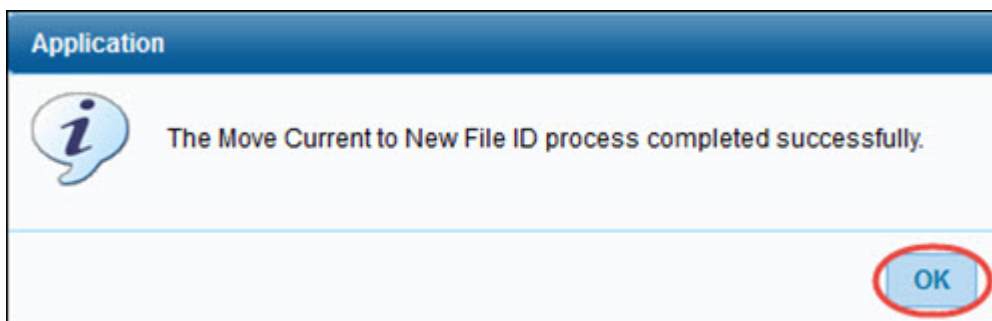 Application
The Move Current to New File ID process completed successfully.
OK